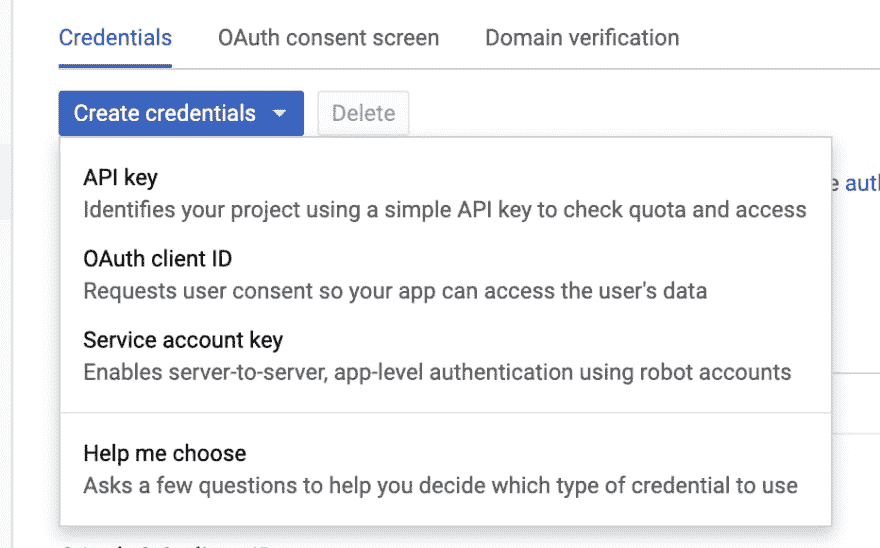 Credentials OAuth consent screen Domain verification
Create credentials Delete
API key
Identifies your project using a simple API key to check quota and access
e auth
OAuth client ID
Requests user consent so your app can access the user's data
Service account key
Enables server-to-server, app-level authentication using robot accounts
Help me choose
Asks a few questions to help you decide which type of credential to use